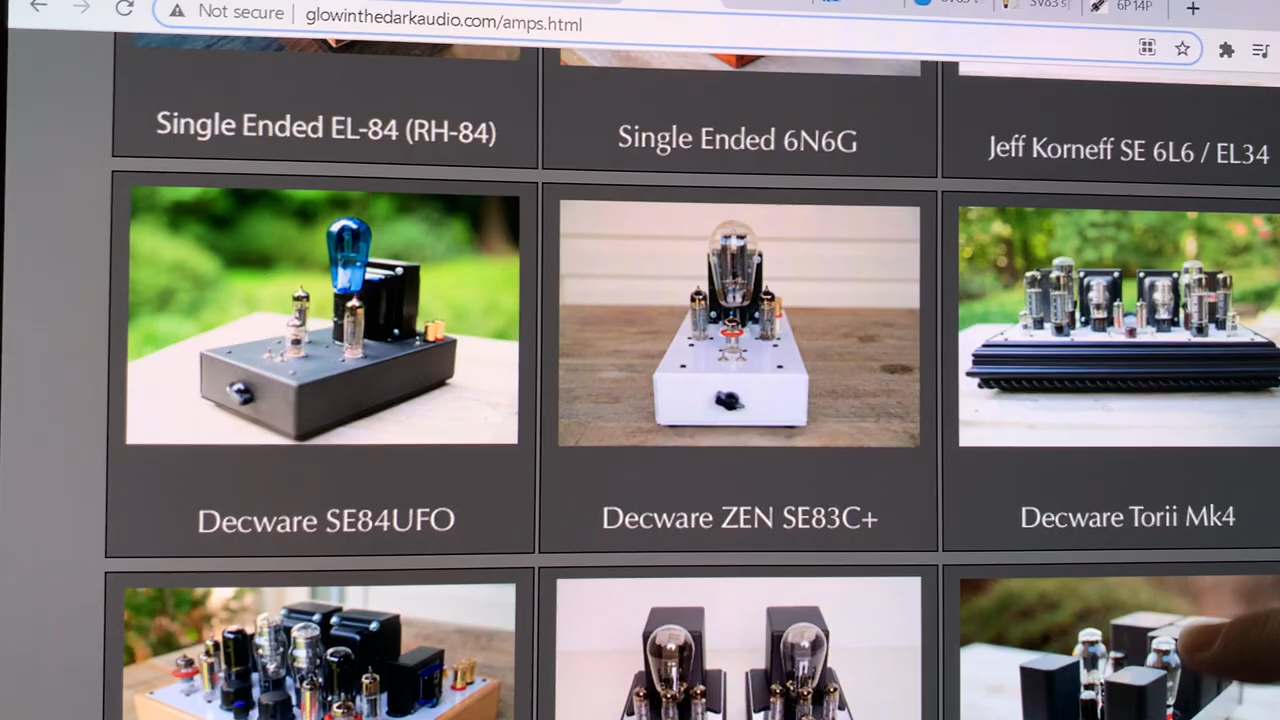 6P14P
Not secure
glowinthedarkaudio.com/amps.html
Single Ended EL-84 (RH-84)
Single Ended 6N6G
Jeff Korneff SE 6L6 / EL34
Decware SE84UFO
Decware ZEN SE83C+
Decware Torii Mk4